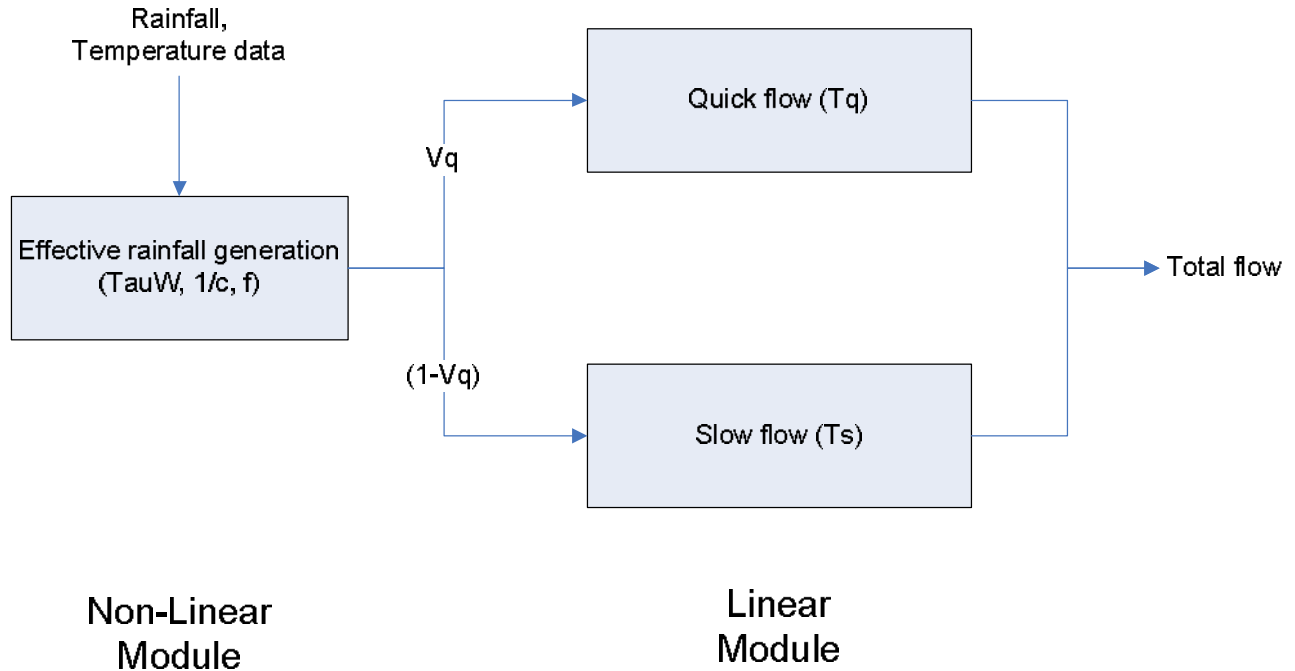 Rainfall,
Temperature data
Effective rainfall generation
(TauW, 1/c, f)
Vq
(1-Vq)
Quick flow (Tq)
Slow flow (Ts)
Total flow
Non-Linear
Module
Linear
Module